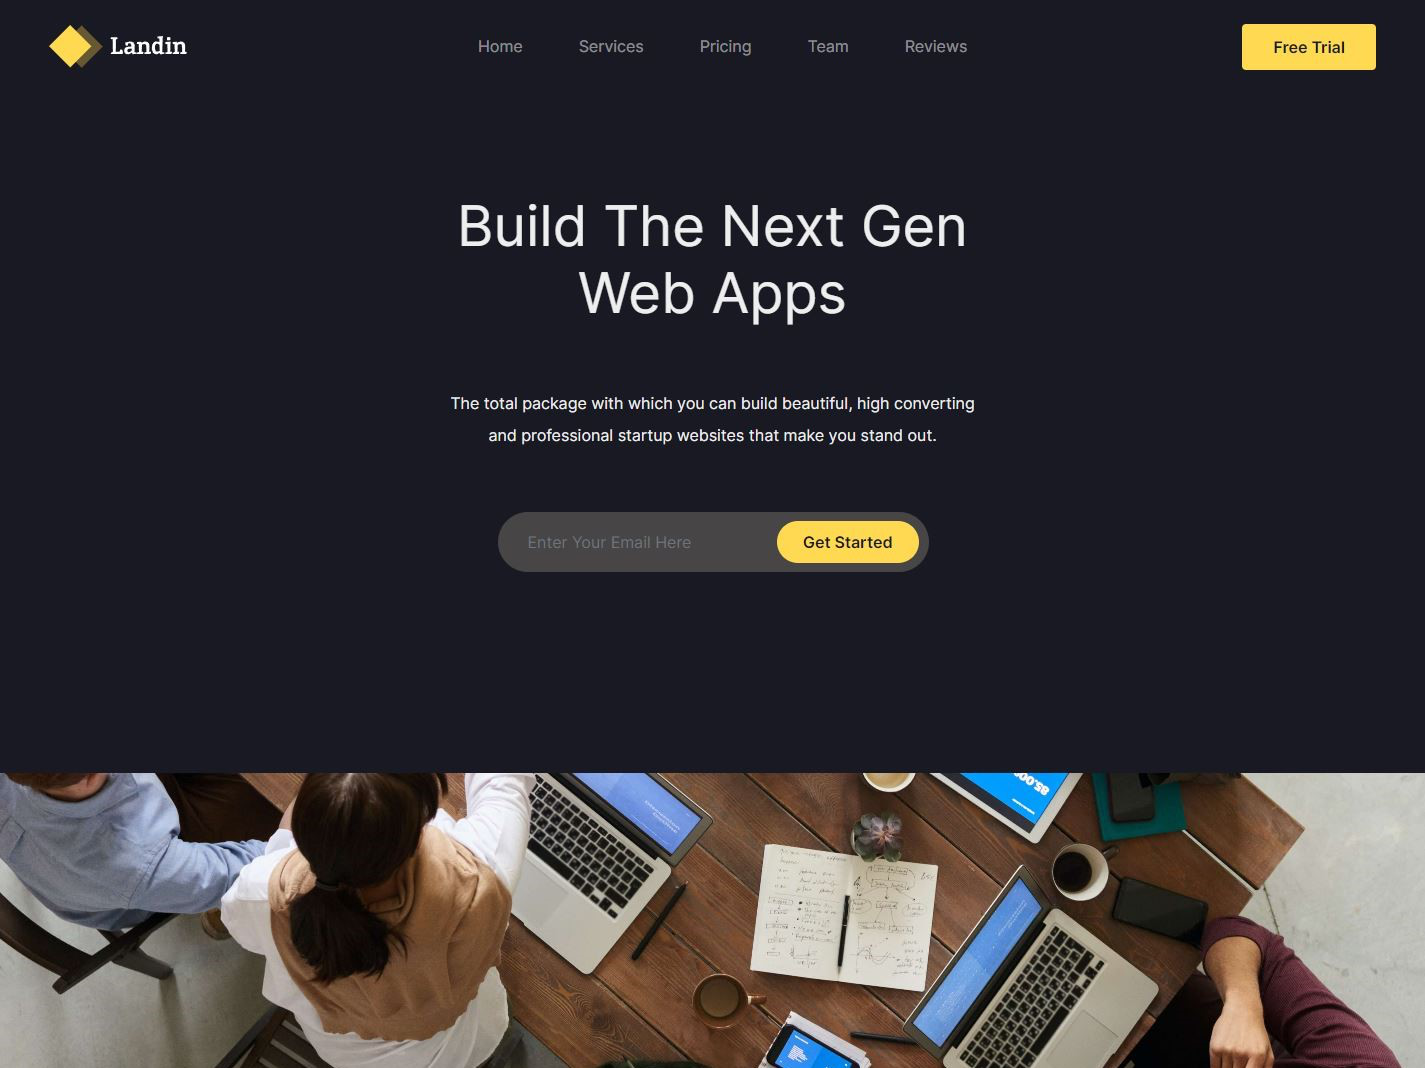 Landin
Home
Services
Pricing
Team
Reviews
Free Trial
Build The Next Gen
Web Apps
The total package with which you can build beautiful, high converting
and professional startup websites that make you stand out.
Enter Your Email Here
Get Started
85.000